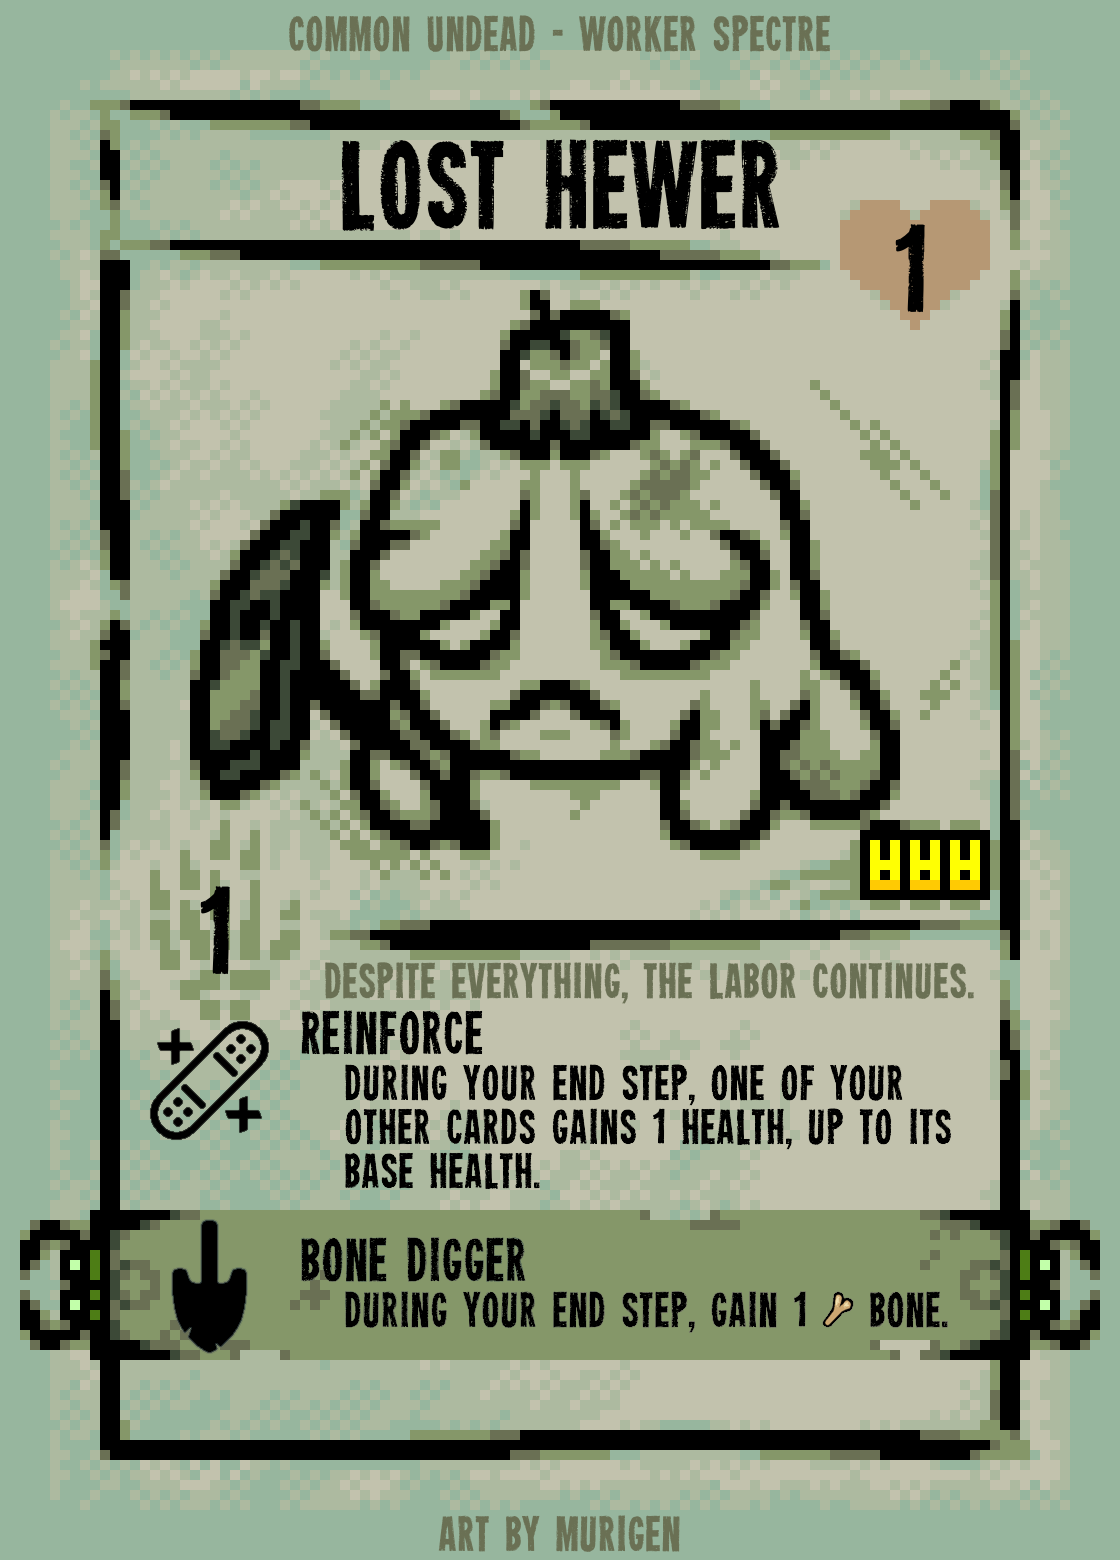 COMMON UNDEAD - WORKER SPECTRE
LOST HEWER
1
1
DESPITE EVERYTHING, THE LABOR CONTINUES.
REINFORCE
DURING YOUR END STEP, ONE OF YOUR
OTHER CARDS GAINS 1 HEALTH, UP TO ITS
BASE HEALTH.
BONE DIGGER
DURING YOUR END STEP, GAIN 1 BONE.
ART BY MURIGEN